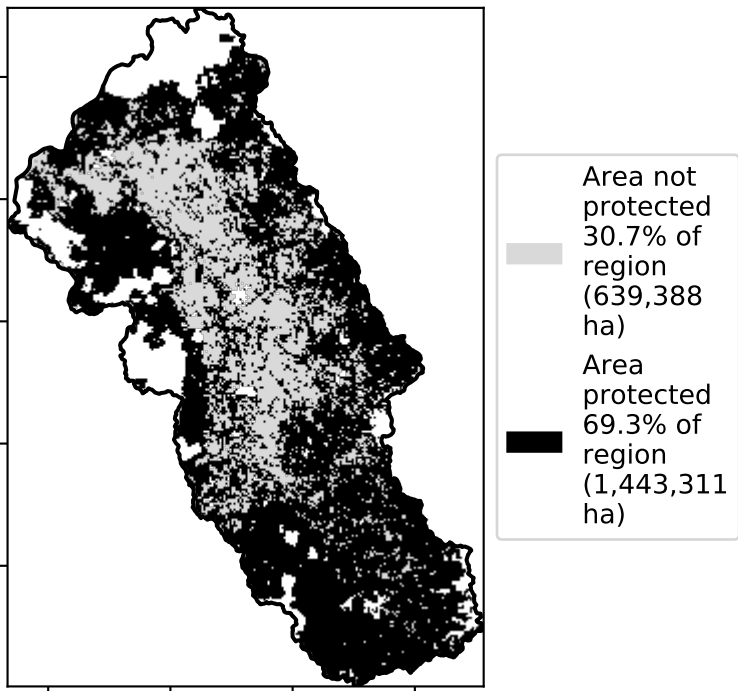 Area not
protected
30.7% of
region
(639,388
ha)
Area
protected
69.3% of
region
(1,443,311
ha)